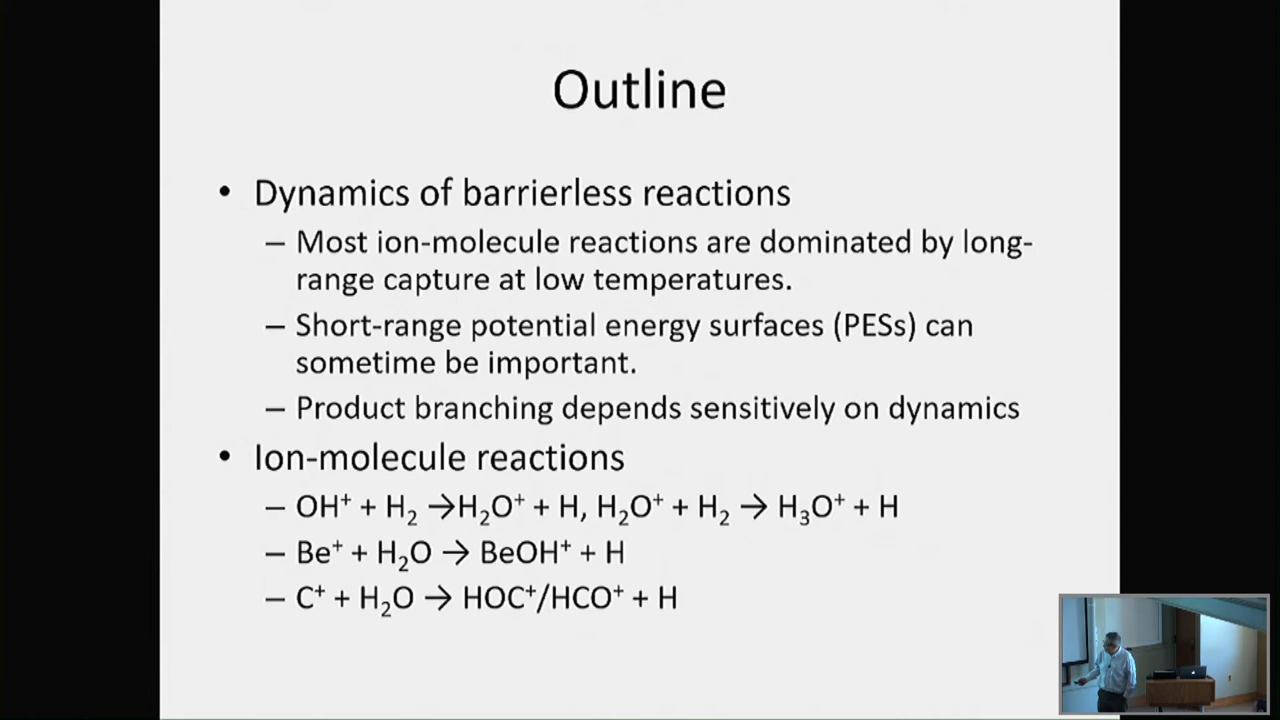 Outline
• Dynamics of barrierless reactions
– Most ion-molecule reactions are dominated by long-
range capture at low temperatures.
– Short-range potential energy surfaces (PESs) can
sometime be important.
– Product branching depends sensitively on dynamics
• Ion-molecule reactions
– OH⁺ + H₂ →H₂O⁺ + H, H₂O⁺ + H₂ → H₃O⁺ + H
– Be⁺ + H₂O → BeOH⁺ + H
– C⁺ + H₂O → HOC⁺/HCO⁺ + H